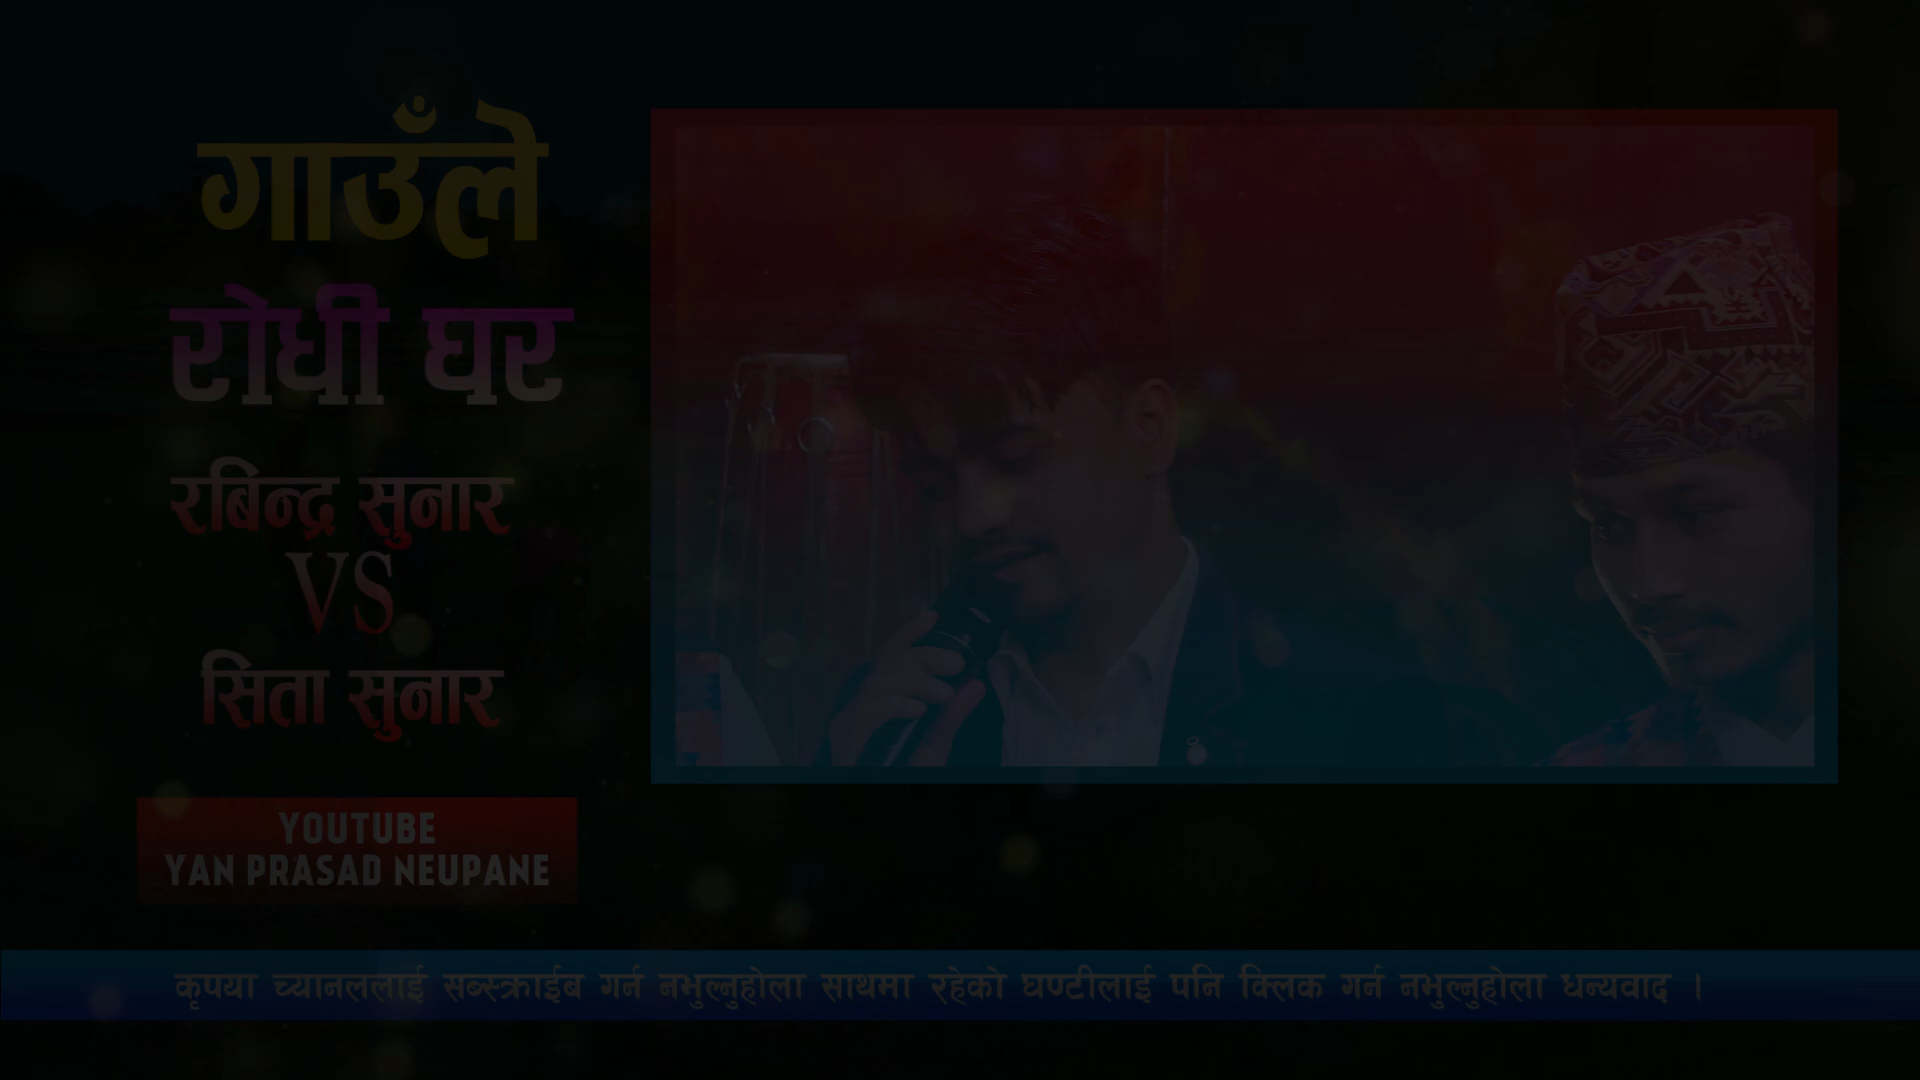 गाउँले
रोधी घर
रबिन्द्र सुनार
VS
सिता सुनार
YOUTUBE
YAN PRASAD NEUPANE
कृपया च्यानललाई सब्स्क्राईब गर्न नभुल्नुहोला साथमा रहेको घण्टीलाई पनि क्लिक गर्न नभुल्नुहोला धन्यवाद ।